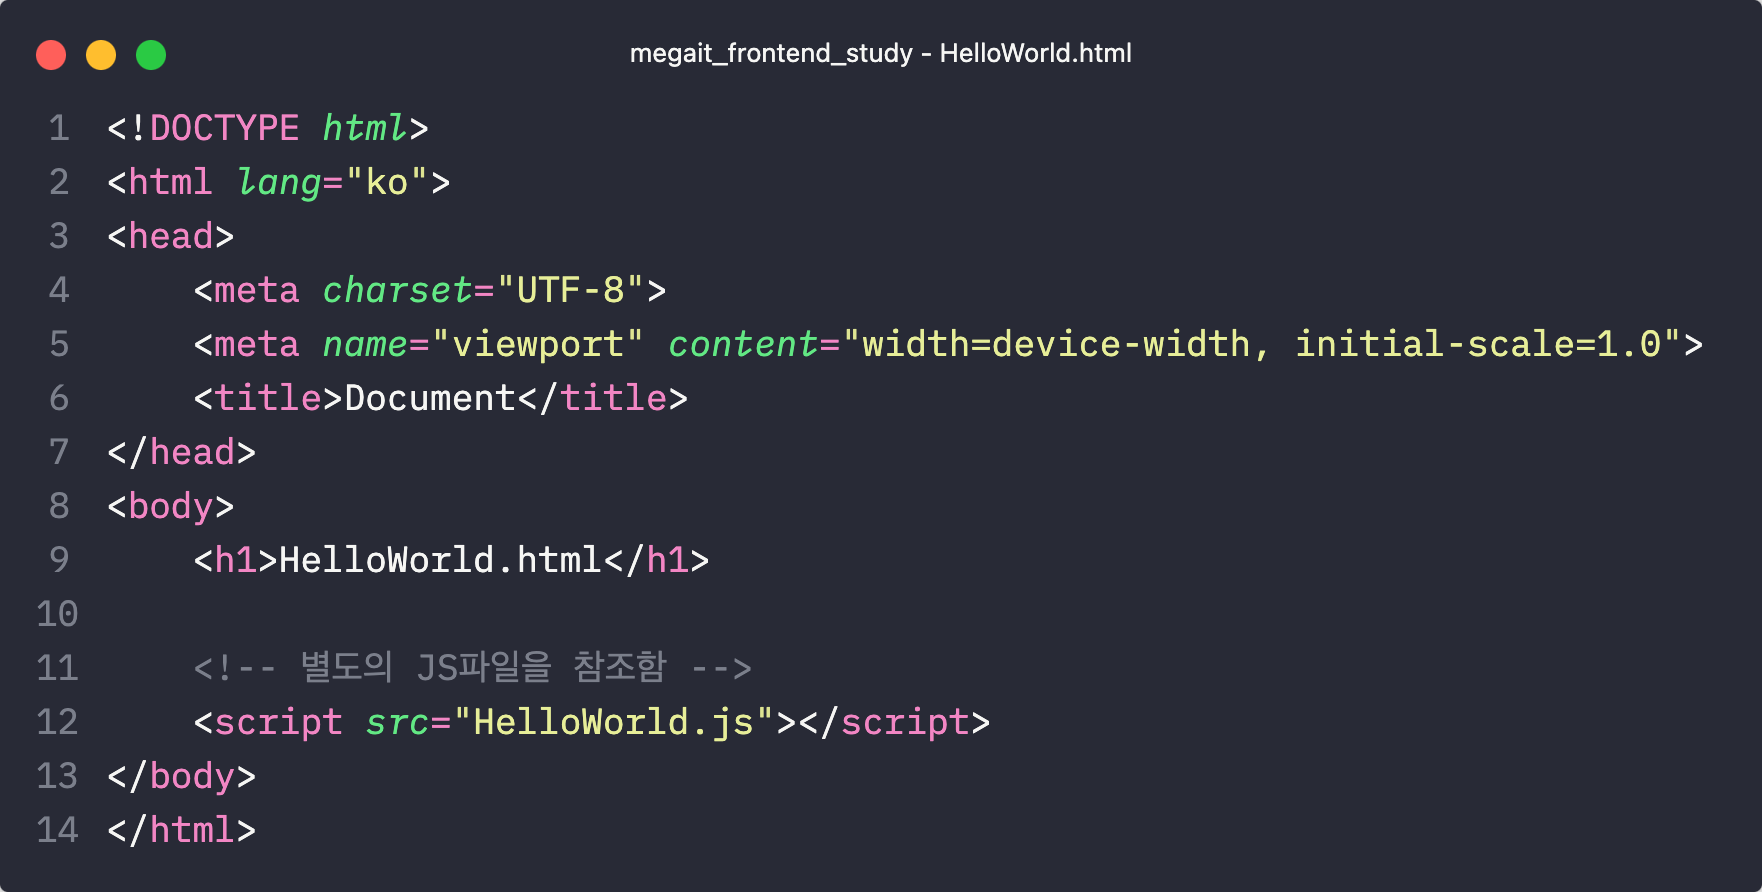 megait_frontend_study - HelloWorld.html
1 <!DOCTYPE html>
2 <html lang="ko">
3 <head>
4     <meta charset="UTF-8">
5     <meta name="viewport" content="width=device-width, initial-scale=1.0">
6     <title>Document</title>
7 </head>
8 <body>
9     <h1>HelloWorld.html</h1>
10
11     <!-- 별도의 JS파일을 참조함 -->
12     <script src="HelloWorld.js"></script>
13 </body>
14 </html>